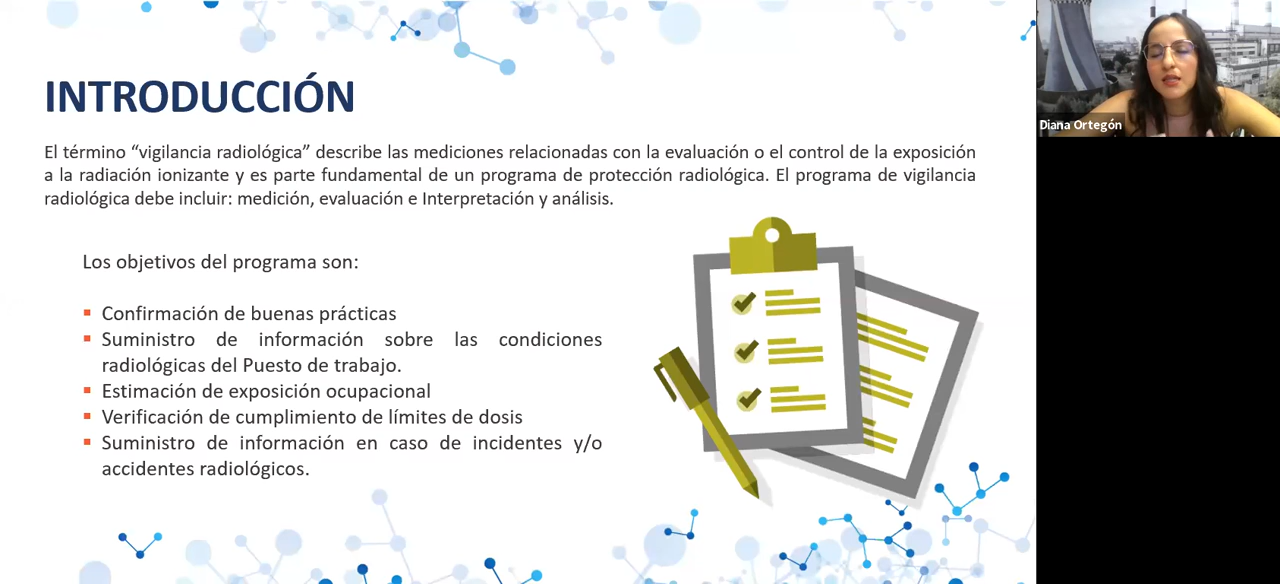 INTRODUCCIÓN
El término “vigilancia radiológica” describe las mediciones relacionadas con la evaluación o el control de la exposición
a la radiación ionizante y es parte fundamental de un programa de protección radiológica. El programa de vigilancia
radiológica debe incluir: medición, evaluación e Interpretación y análisis.
Los objetivos del programa son:
▪ Confirmación de buenas prácticas
▪ Suministro de información sobre las condiciones
radiológicas del Puesto de trabajo.
▪ Estimación de exposición ocupacional
▪ Verificación de cumplimiento de límites de dosis
▪ Suministro de información en caso de incidentes y/o
accidentes radiológicos.
Diana Ortegón